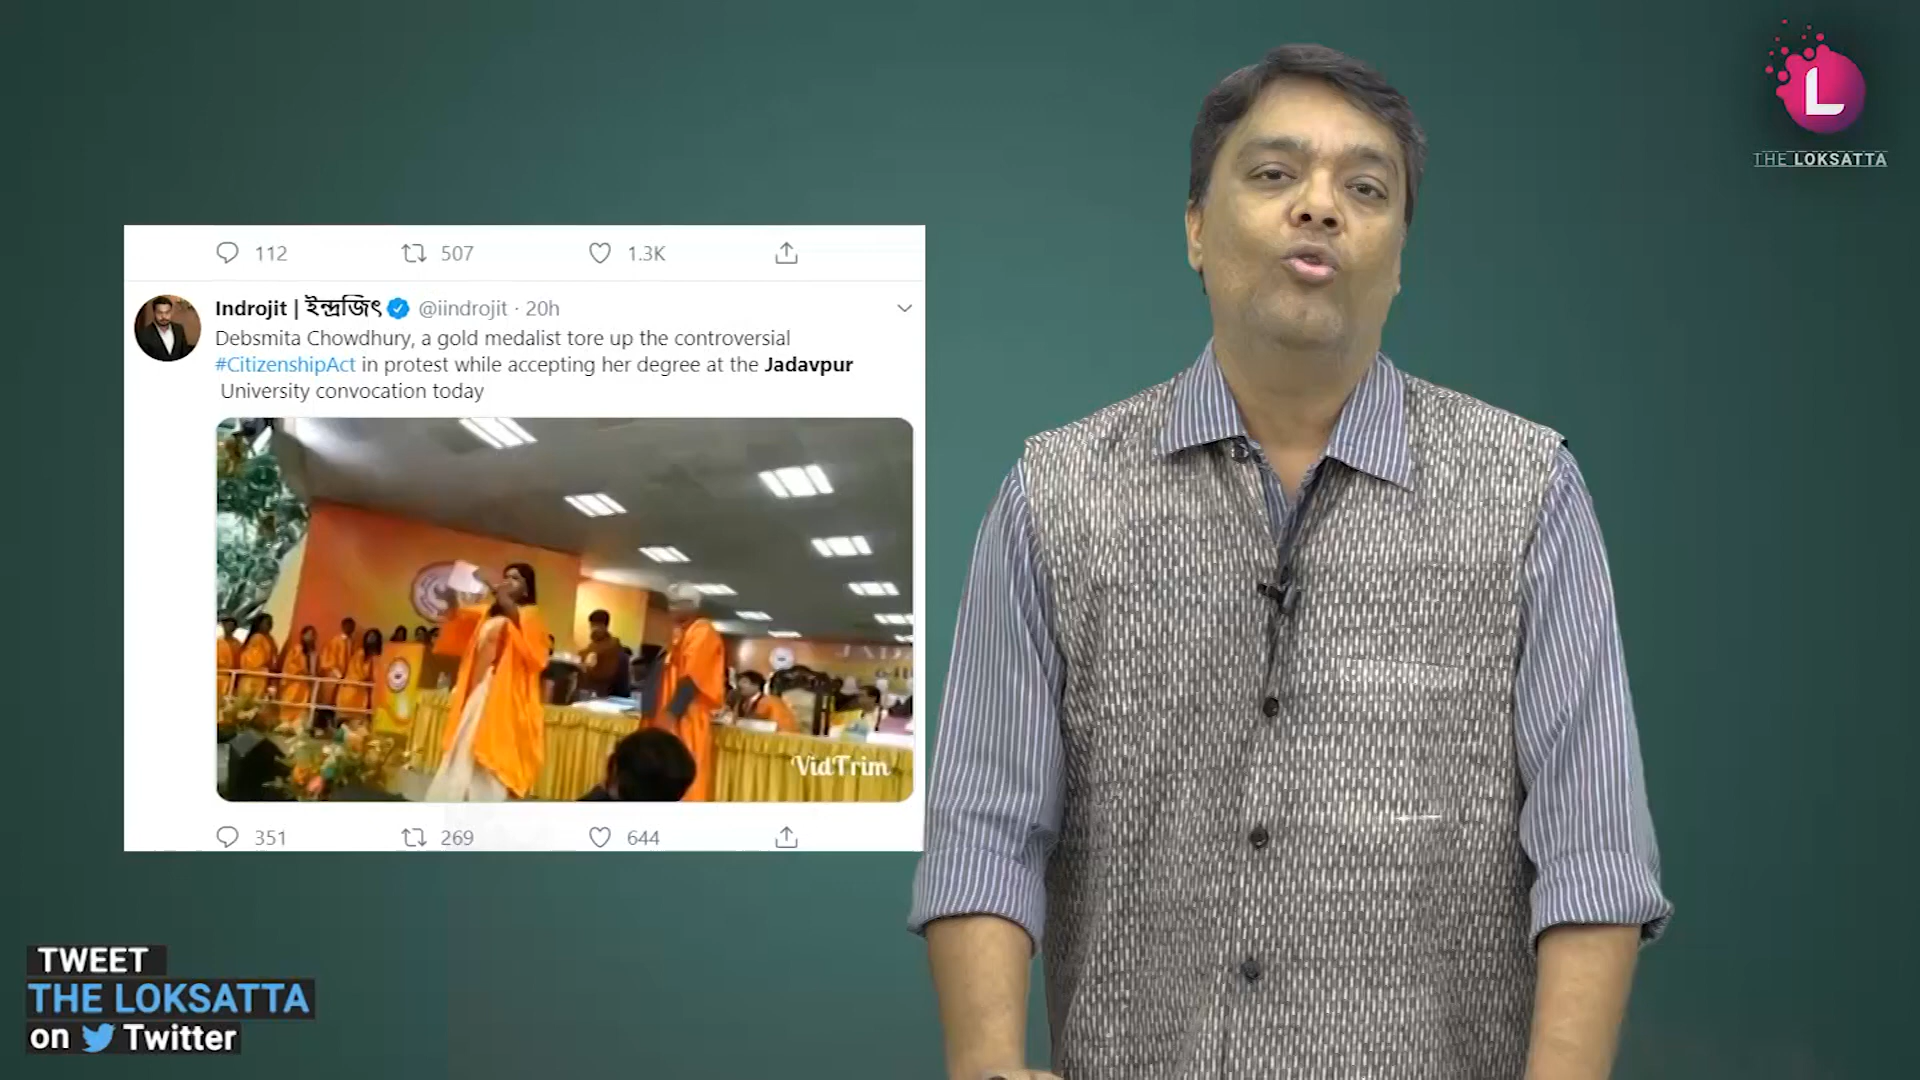 THE LOKSATTA
112 507 1.3K
Indrojit | ইন্দ্রজিৎ @iindrojit · 20h
Debsmita Chowdhury, a gold medalist tore up the controversial
#CitizenshipAct in protest while accepting her degree at the Jadavpur
University convocation today
VidTrim
351 269 644
TWEET
THE LOKSATTA
on Twitter